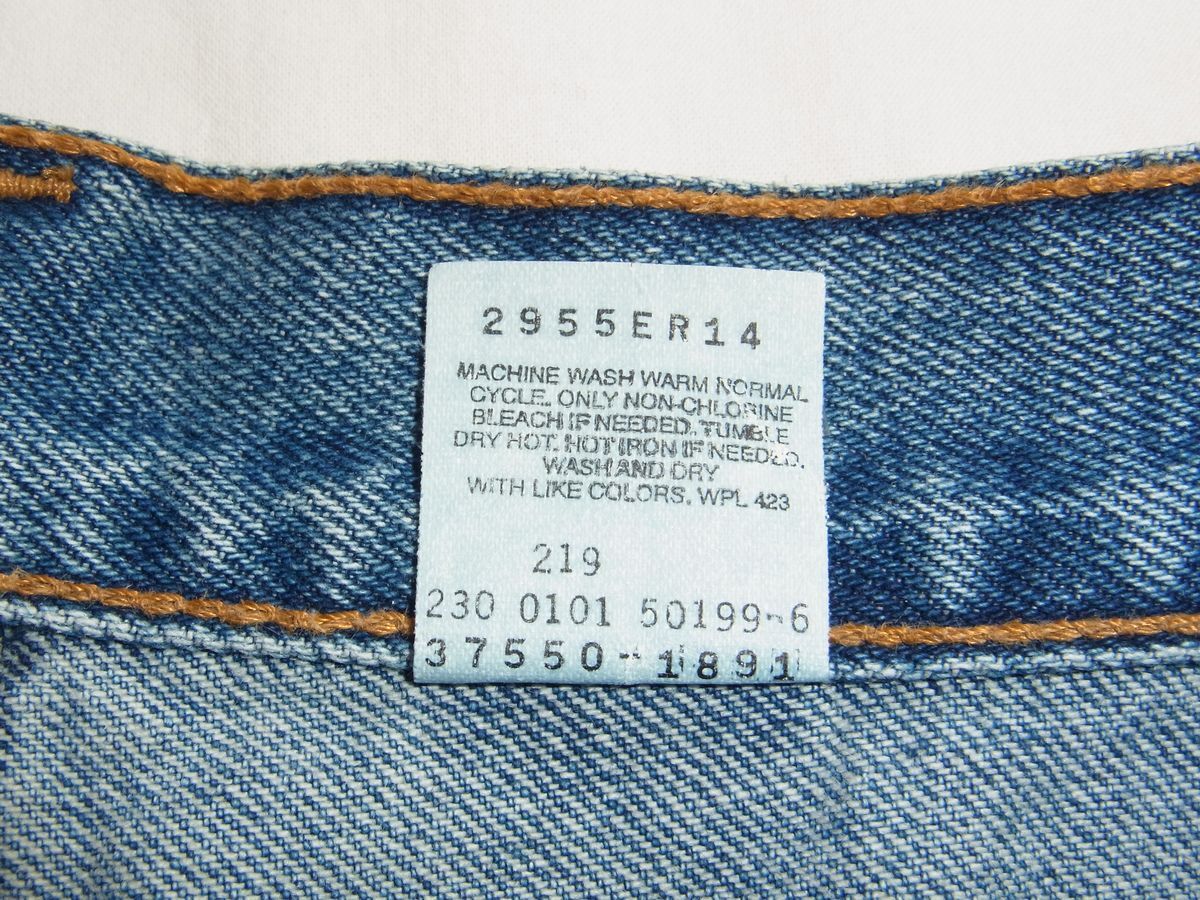 2955ER14
MACHINE WASH WARM NORMAL
CYCLE. ONLY NON-CHLORINE
BLEACH IF NEEDED. TUMBLE
DRY HOT. HOT IRON IF NEEDED.
WASH AND DRY
WITH LIKE COLORS. WPL 423
219
230 0101 50199-6
37550-1891